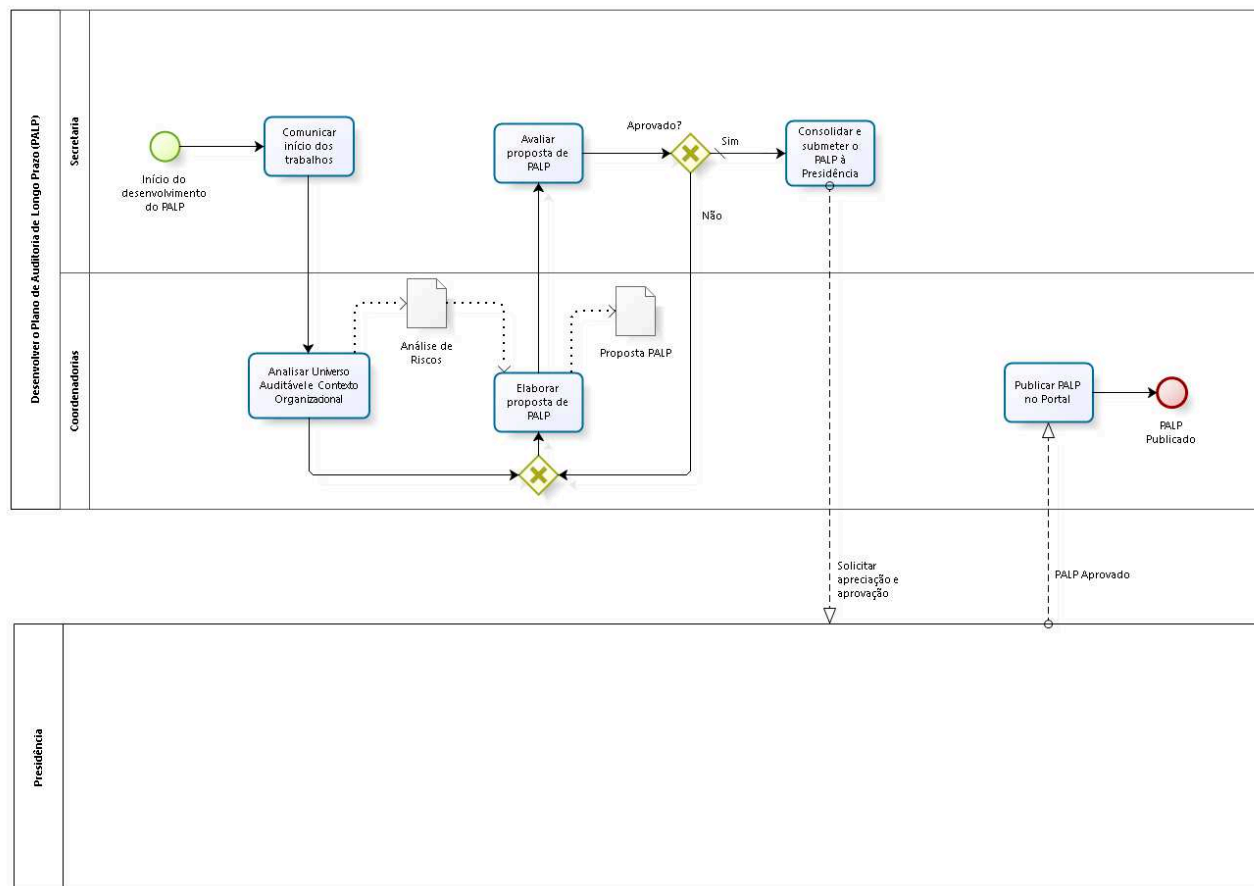 Desenvolver o Plano de Auditoria de Longo Prazo (PALP)
Secretaria
Início do
desenvolvimento
do PALP
Comunicar
início dos
trabalhos
Avaliar
proposta de
PALP
Aprovado?
Sim
Não
Consolidar e
submeter o
PALP à
Presidência
Coordenadorias
Analisar Universo
Auditável e Contexto
Organizacional
Análise de
Riscos
Elaborar
proposta de
PALP
Proposta PALP
Publicar PALP
no Portal
PALP
Publicado
Solicitar
apreciação e
aprovação
PALP Aprovado
Presidência